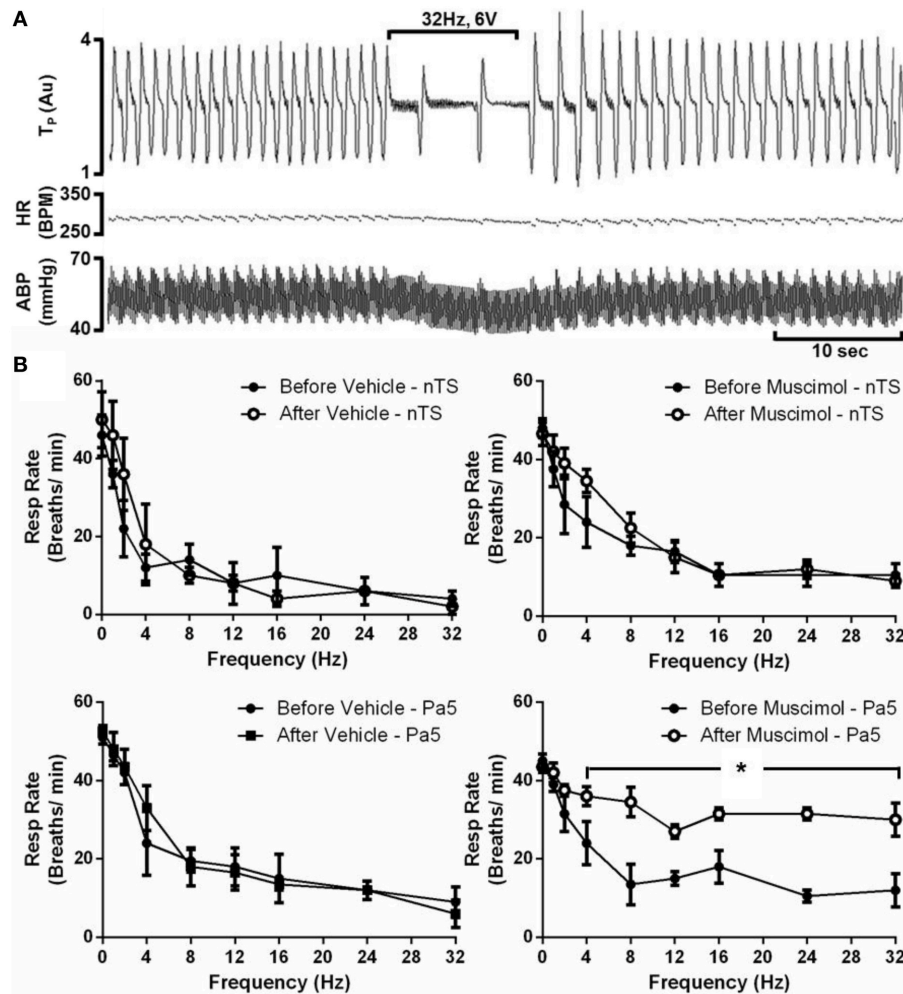 A
32Hz, 6V
4
T_P (Au)
1
350
HR
(BPM)
250
70
ABP
(mmHg)
40
10 sec
B
60
Before Vehicle - nTS
After Vehicle - nTS
40
Resp Rate
(Breaths/ min)
20
0
0 4 8 12 16 20 24 28 32
Frequency (Hz)
60
Before Muscimol - nTS
After Muscimol - nTS
40
Resp Rate
(Breaths/ min)
20
0
0 4 8 12 16 20 24 28 32
Frequency (Hz)
60
Before Vehicle - Pa5
After Vehicle - Pa5
40
Resp Rate
(Breaths/ min)
20
0
0 4 8 12 16 20 24 28 32
Frequency (Hz)
60
Before Muscimol - Pa5
After Muscimol - Pa5
*
40
Resp Rate
(Breaths/ min)
20
0
0 4 8 12 16 20 24 28 32
Frequency (Hz)